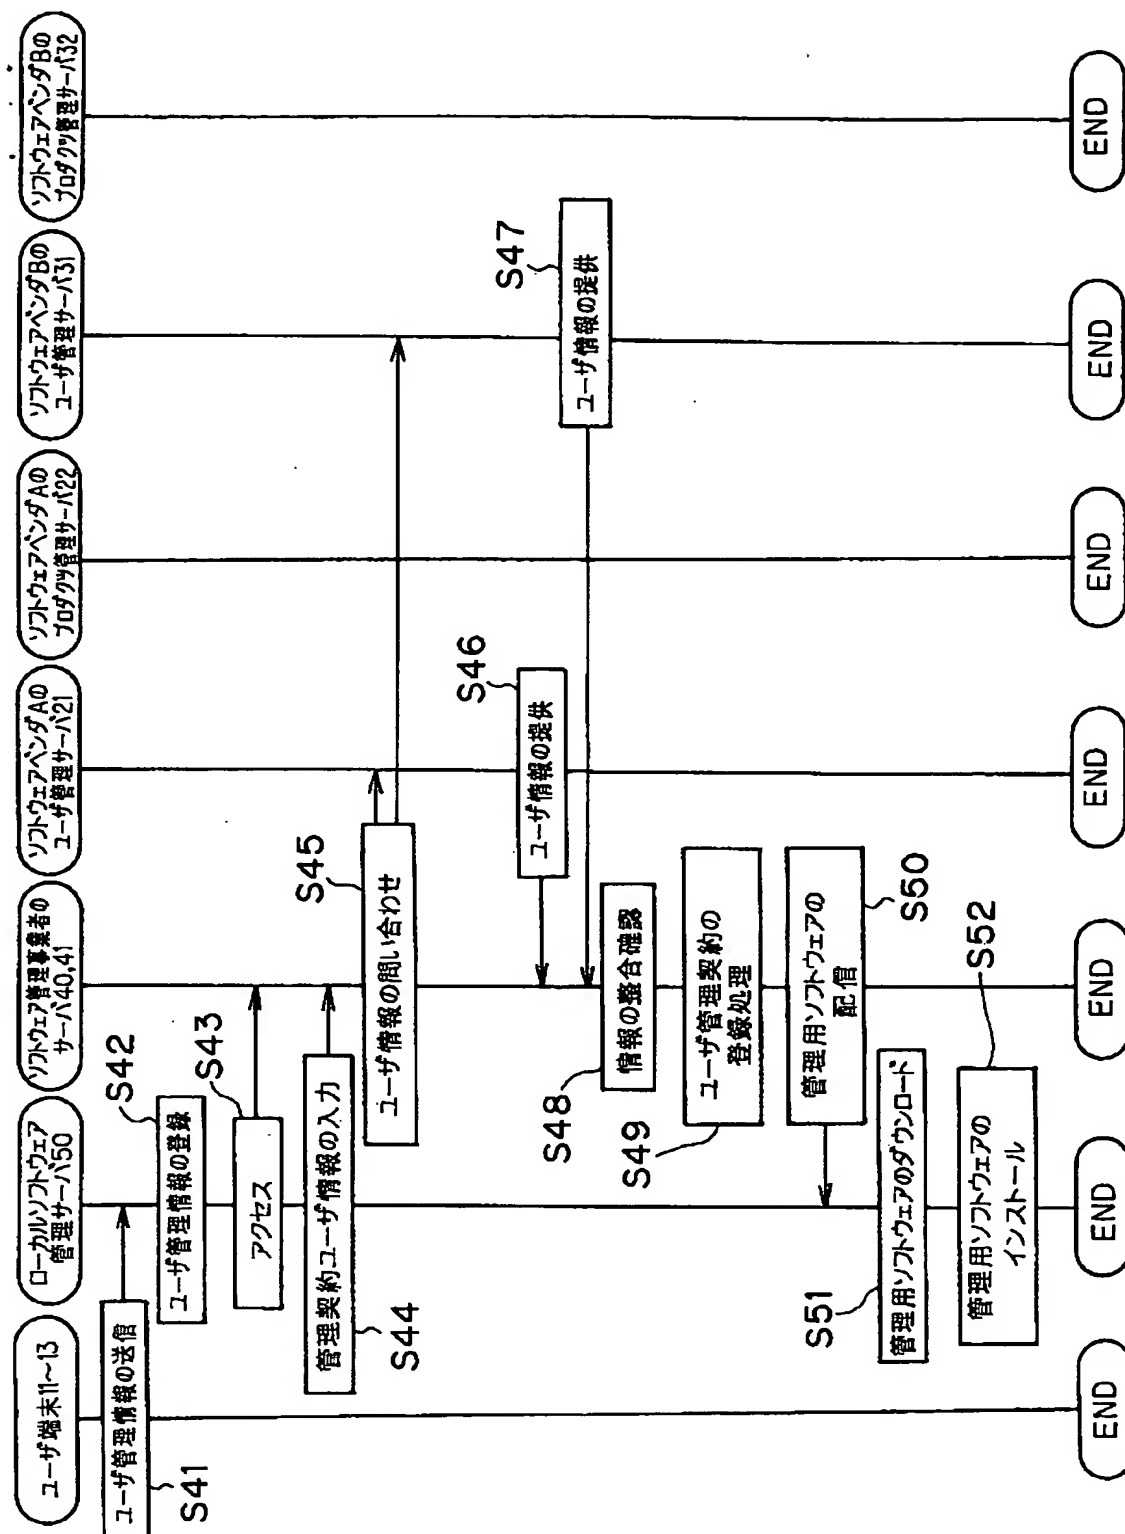 ユーザ端末11~13
ローカルソフトウェア
管理サーバ50
ソフトウェア管理事業者の
サーバ40,41
ソフトウェアベンダAの
ユーザ管理サーバ21
ソフトウェアベンダAの
プロダクツ管理サーバ22
ソフトウェアベンダBの
ユーザ管理サーバ31
ソフトウェアベンダBの
プロダクツ管理サーバ32
ユーザ管理情報の送信
S41
S42
ユーザ管理情報の登録
S43
アクセス
管理契約ユーザ情報の入力
S44
S45
ユーザ情報の問い合わせ
S46
ユーザ情報の提供
S47
ユーザ情報の提供
S48
情報の整合確認
S49
ユーザ管理契約の
登録処理
S50
管理用ソフトウェアの
配信
S51
管理用ソフトウェアのダウンロード
S52
管理用ソフトウェアの
インストール
END
END
END
END
END
END
END